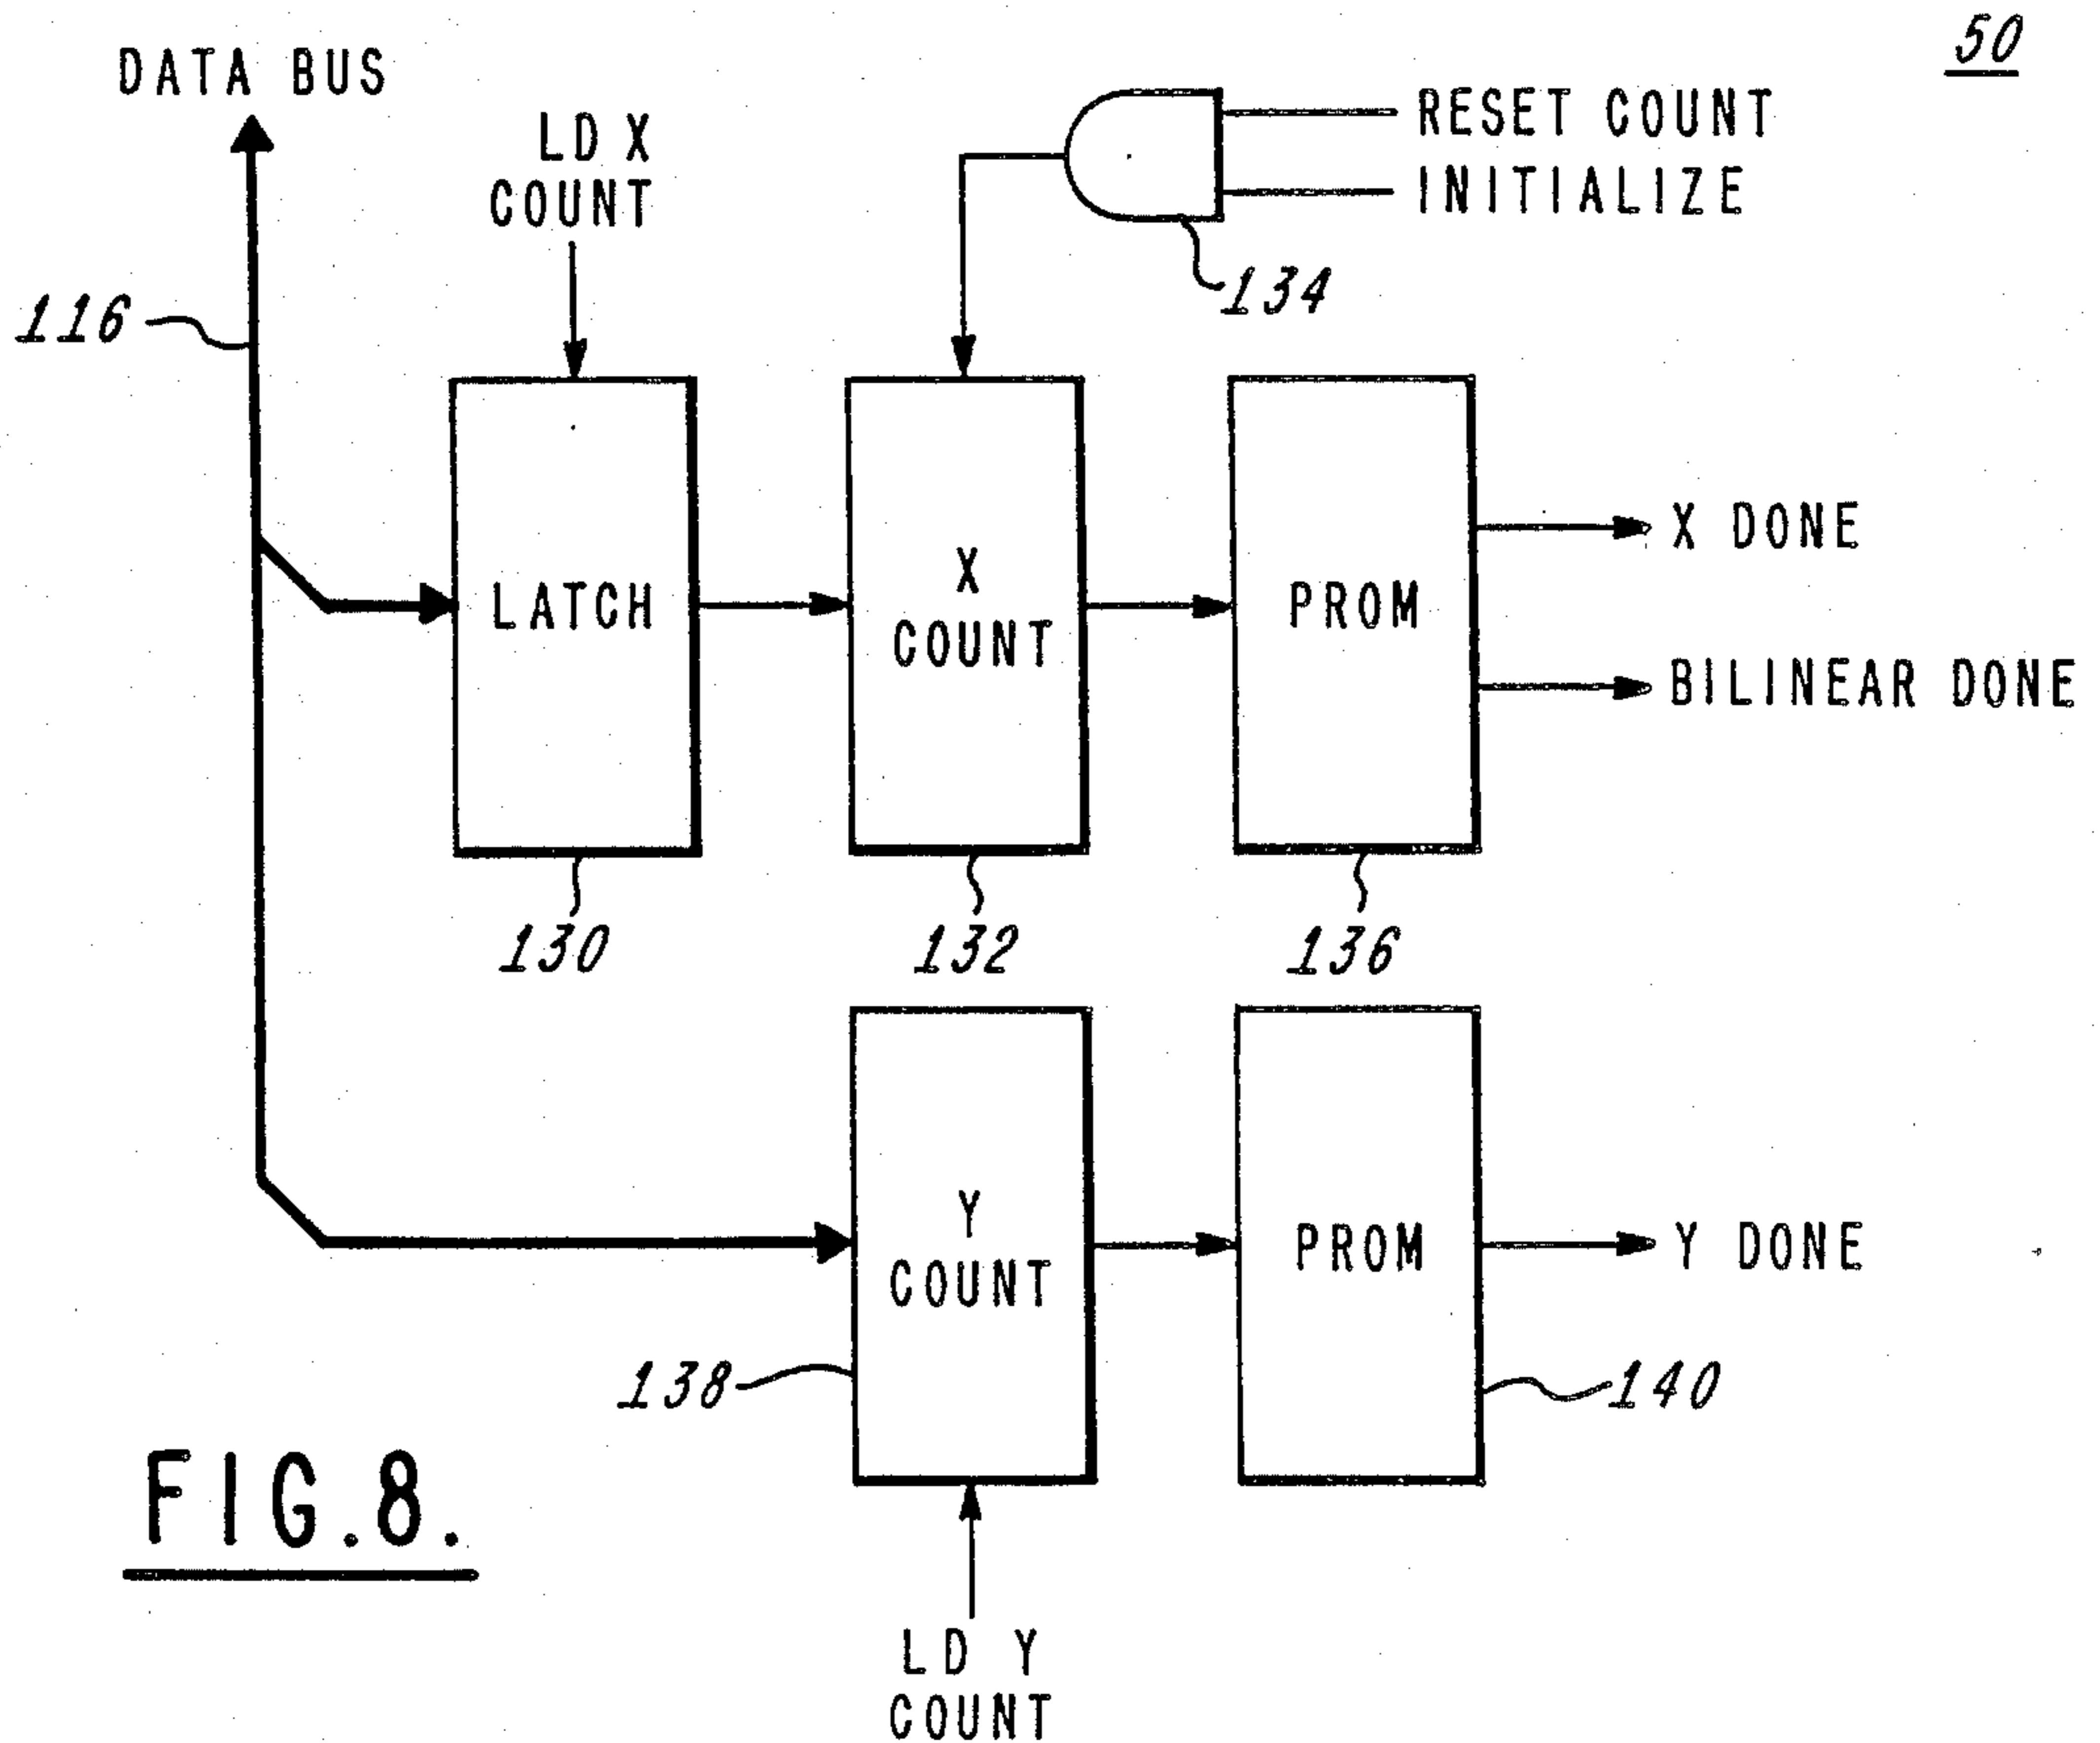 50
DATA BUS
LD X
COUNT
RESET COUNT
INITIALIZE
134
116
LATCH
X
COUNT
PROM
X DONE
BILINEAR DONE
130
132
136
Y
COUNT
PROM
Y DONE
138
140
FIG.8.
LD Y
COUNT